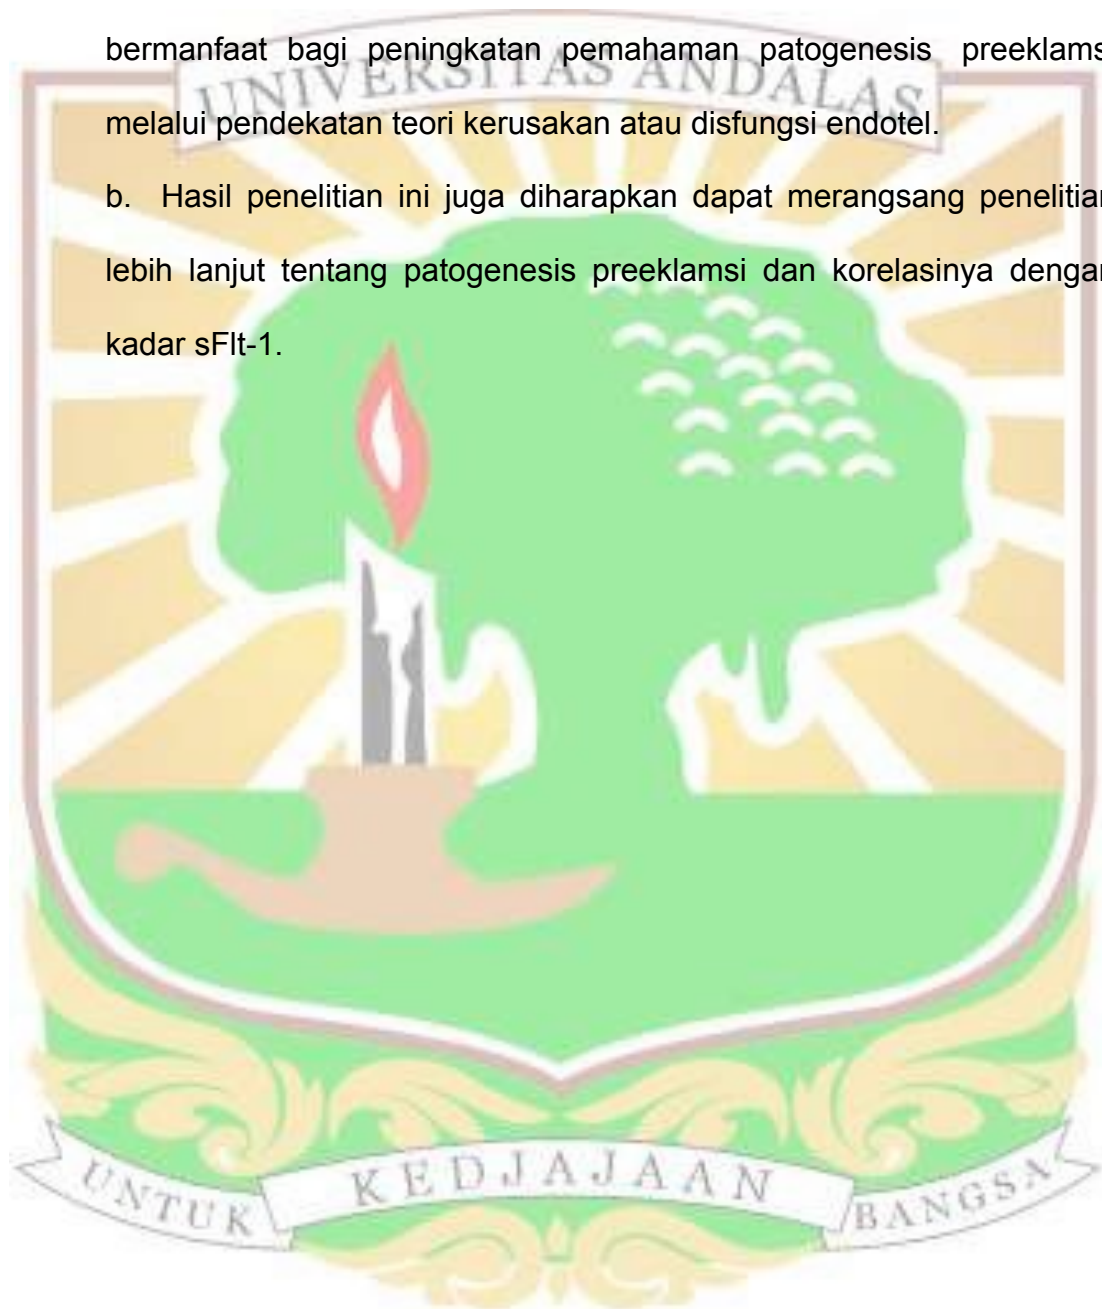 bermanfaat bagi peningkatan pemahaman patogenesis preeklams
UNIVERSITAS ANDALAS
melalui pendekatan teori kerusakan atau disfungsi endotel.
b. Hasil penelitian ini juga diharapkan dapat merangsang penelitian
lebih lanjut tentang patogenesis preeklamsi dan korelasinya dengan
kadar sFlt-1.
UNTUK KEDJAJAAN BANGSA